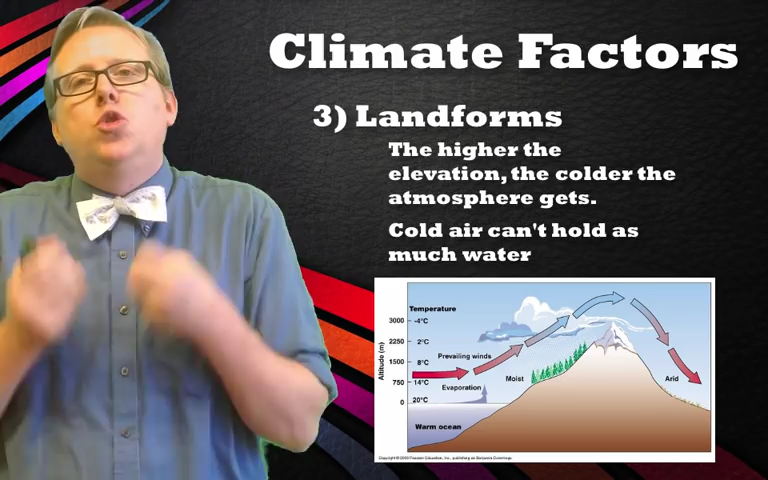 Climate Factors
3) Landforms
The higher the
elevation, the colder the
atmosphere gets.
Cold air can't hold as
much water
Temperature
3000
-4°C
2250
2°C
1500
8°C
750
14°C
0
20°C
Altitude (m)
Prevailing winds
Evaporation
Moist
Arid
Warm ocean